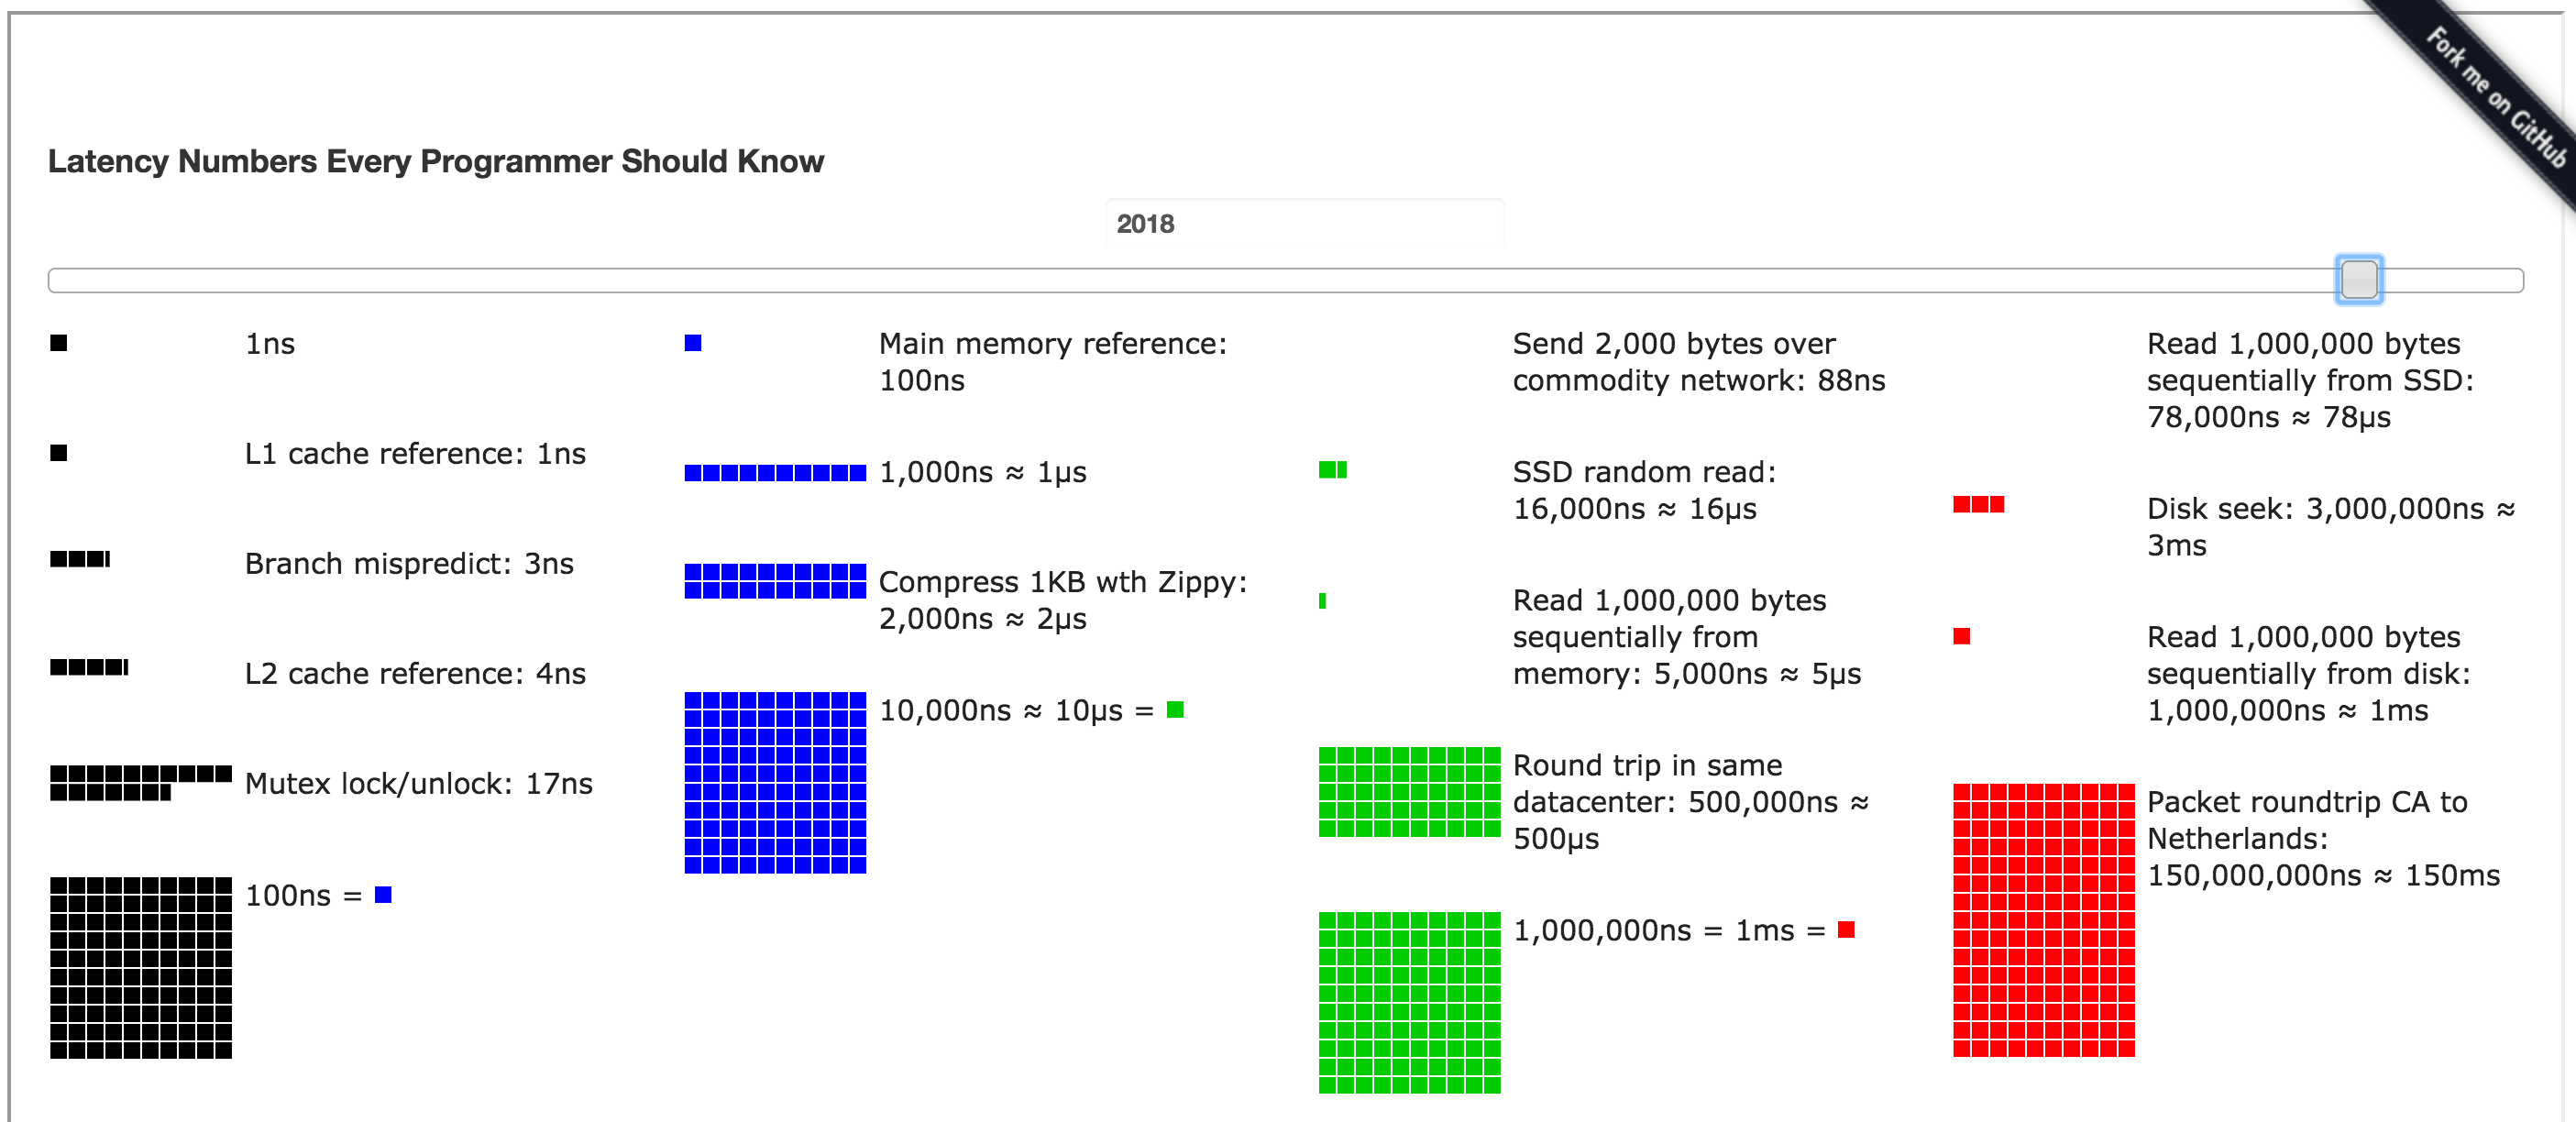 Fork me on GitHub
Latency Numbers Every Programmer Should Know
2018
1ns
L1 cache reference: 1ns
Branch mispredict: 3ns
L2 cache reference: 4ns
Mutex lock/unlock: 17ns
100ns =
Main memory reference:
100ns
1,000ns ≈ 1μs
Compress 1KB wth Zippy:
2,000ns ≈ 2μs
10,000ns ≈ 10μs =
Send 2,000 bytes over
commodity network: 88ns
SSD random read:
16,000ns ≈ 16μs
Read 1,000,000 bytes
sequentially from
memory: 5,000ns ≈ 5μs
Round trip in same
datacenter: 500,000ns ≈
500μs
1,000,000ns = 1ms =
Read 1,000,000 bytes
sequentially from SSD:
78,000ns ≈ 78μs
Disk seek: 3,000,000ns ≈
3ms
Read 1,000,000 bytes
sequentially from disk:
1,000,000ns ≈ 1ms
Packet roundtrip CA to
Netherlands:
150,000,000ns ≈ 150ms